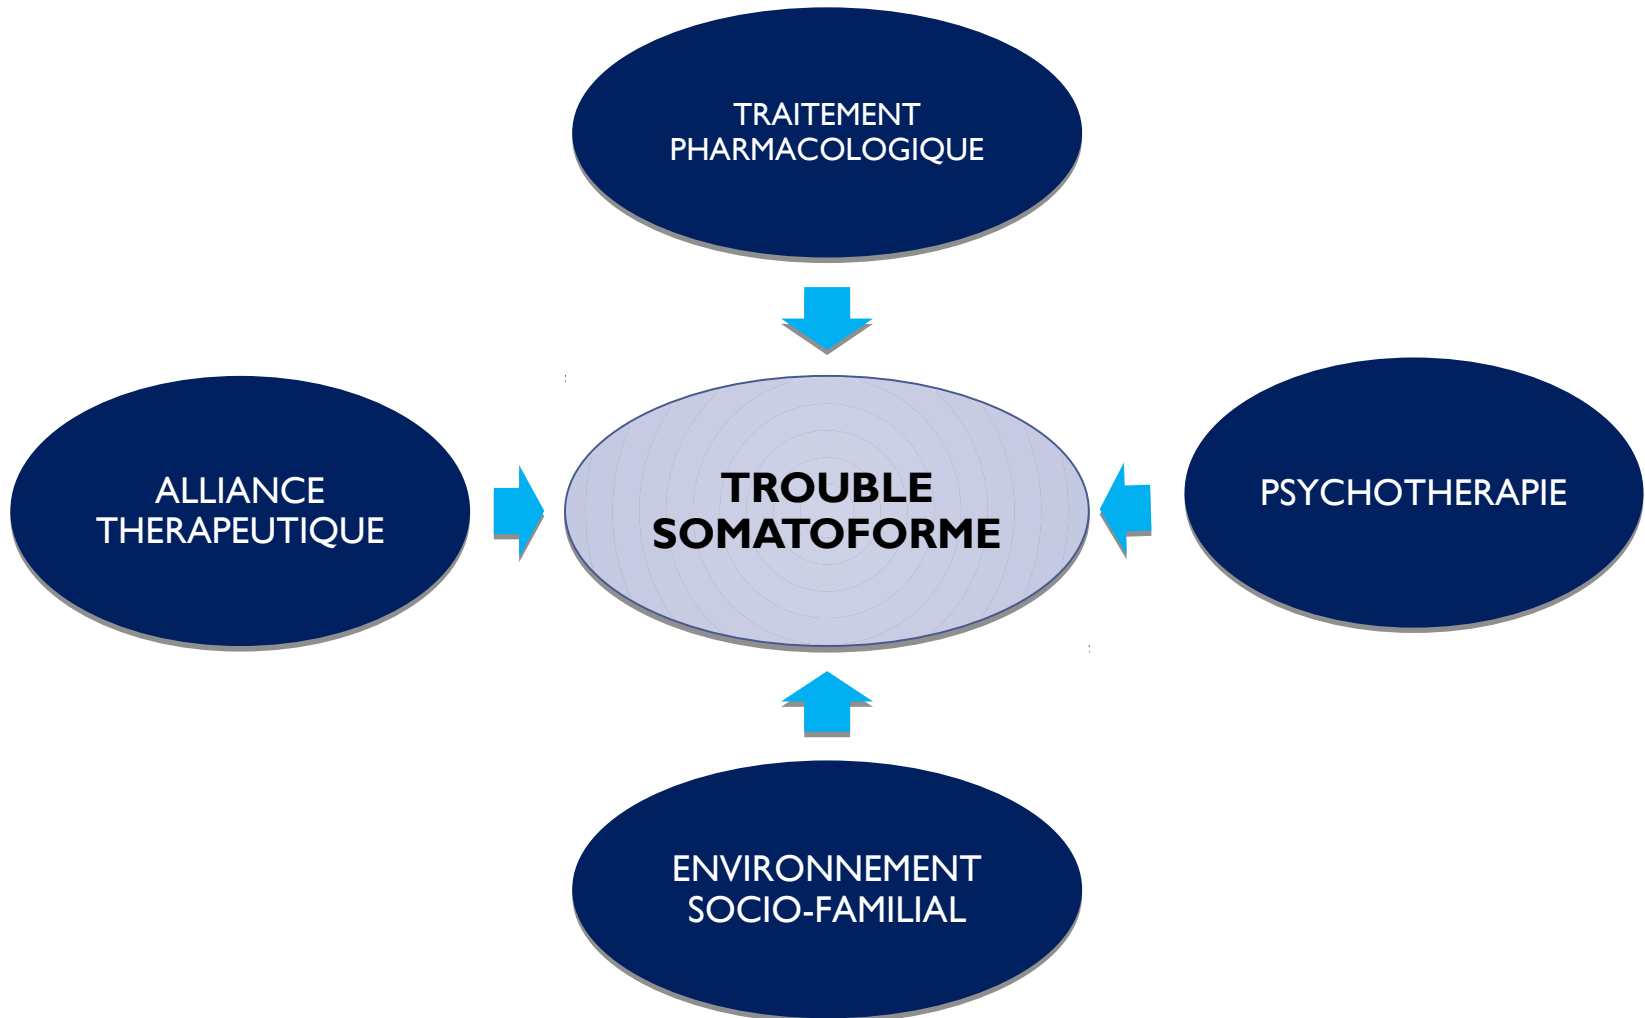 TRAITEMENT
PHARMACOLOGIQUE
ALLIANCE
THERAPEUTIQUE
TROUBLE
SOMATOFORME
PSYCHOTHERAPIE
ENVIRONNEMENT
SOCIO-FAMILIAL